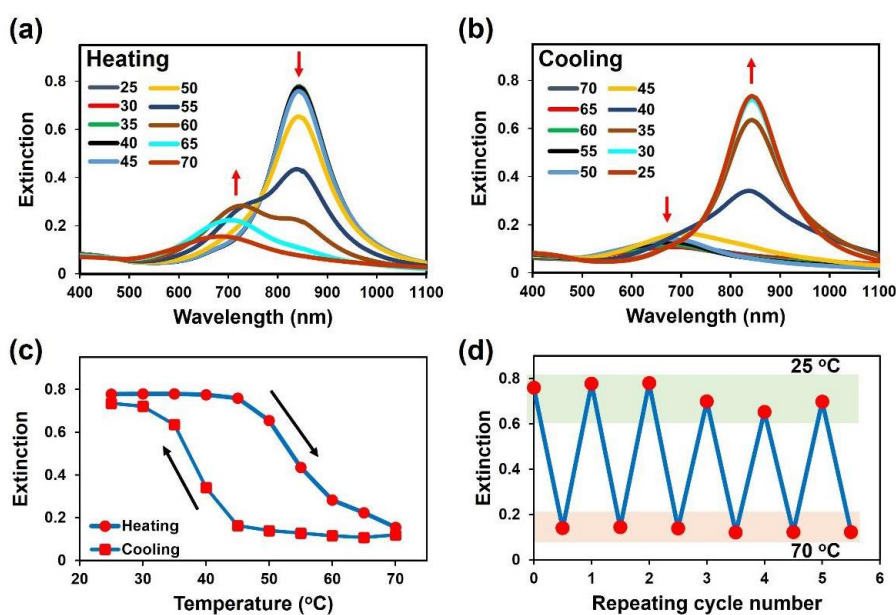 (a)
Heating
25 50
30 55
35 60
40 65
45 70
Extinction
0.8
0.6
0.4
0.2
0
400 500 600 700 800 900 1000 1100
Wavelength (nm)
(b)
Cooling
70 45
65 40
60 35
55 30
50 25
Extinction
0.8
0.6
0.4
0.2
0
400 500 600 700 800 900 1000 1100
Wavelength (nm)
(c)
Extinction
1
0.8
0.6
0.4
0.2
0
Heating
Cooling
20 30 40 50 60 70
Temperature (°C)
(d)
Extinction
0.8
0.6
0.4
0.2
0
25 °C
70 °C
0 1 2 3 4 5 6
Repeating cycle number